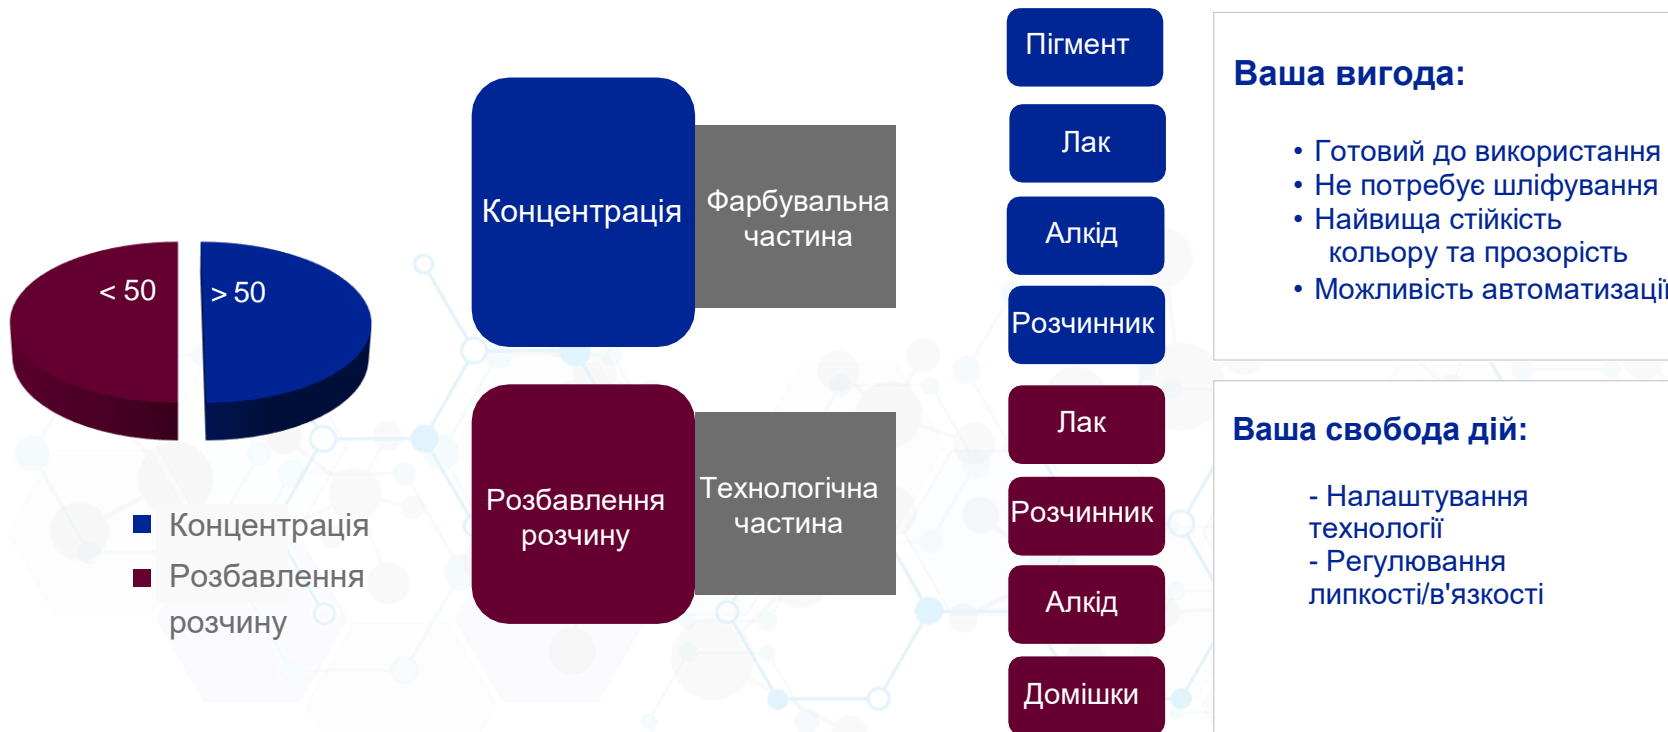 < 50
> 50
Концентрація
Розбавлення
розчину
Концентрація
Фарбувальна
частина
Розбавлення
розчину
Технологічна
частина
Пігмент
Лак
Алкід
Розчинник
Лак
Розчинник
Алкід
Домішки
Ваша вигода:
• Готовий до використання
• Не потребує шліфування
• Найвища стійкість
кольору та прозорість
• Можливість автоматизації
Ваша свобода дій:
- Налаштування
технології
- Регулювання
липкості/в'язкості